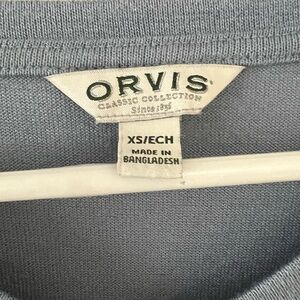 ORVIS
CLASSIC COLLECTION
Since 1856
XS/ECH
MADE IN
BANGLADESH